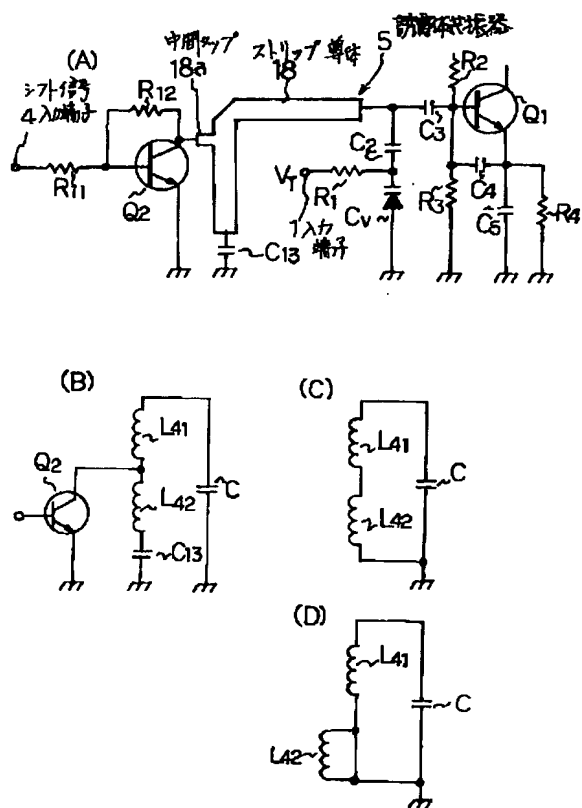 (A)
シフト信号
4入力端子
中間タップ
18a
ストリップ導体
18
5
R12
R11
Q2
C13
VT
R1
1入力
端子
C2
CV
C3
R2
Q1
R3
C4
C5
R4
(B)
Q2
L41
L42
C13
C
(C)
L41
L42
C
(D)
L41
L42
C